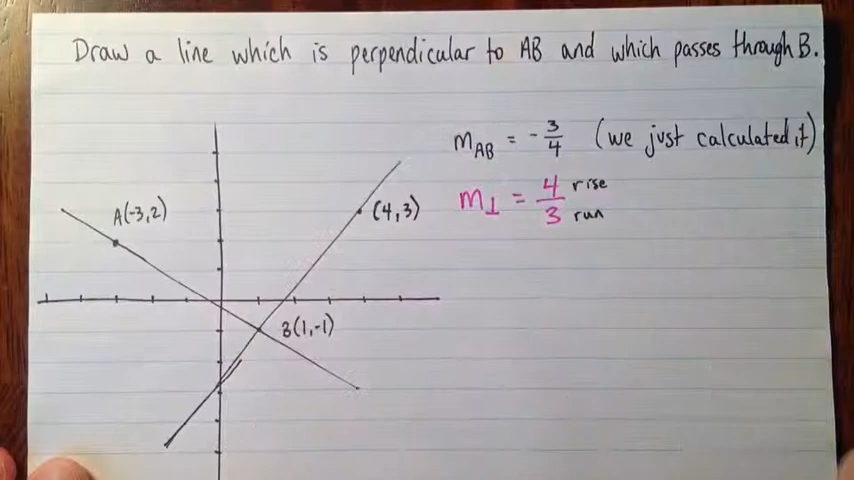 Draw a line which is perpendicular to AB and which passes through B.
m_AB = -3/4 (we just calculated it)
m⊥ = 4/3 rise run
A(-3,2)
(4,3)
B(1,-1)